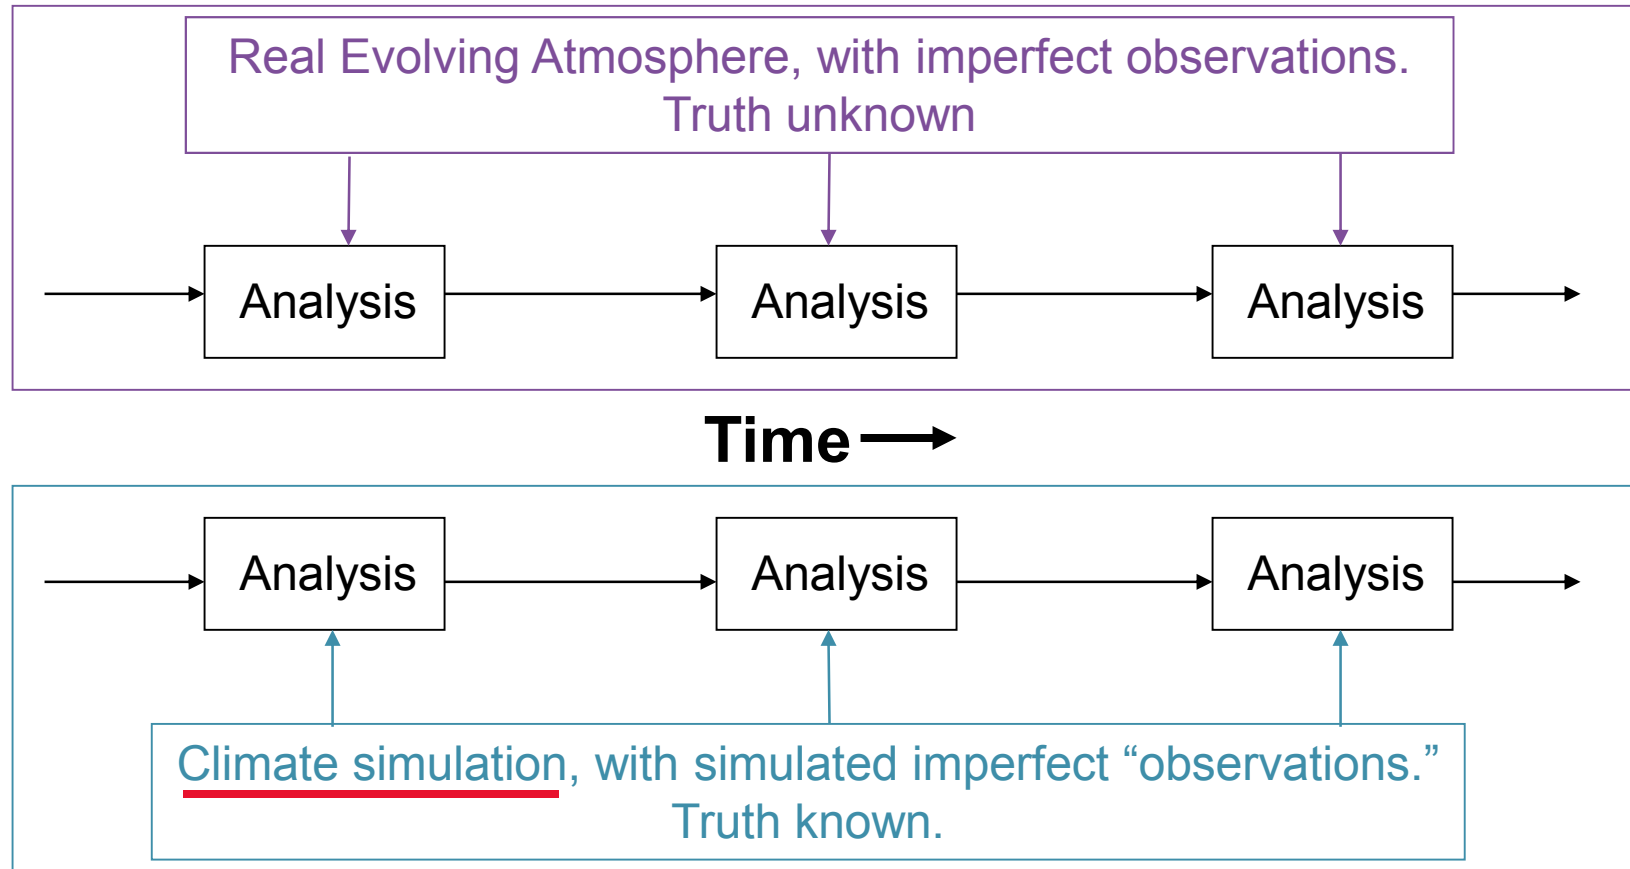 Real Evolving Atmosphere, with imperfect observations.
Truth unknown
Analysis
Analysis
Analysis
Time
Analysis
Analysis
Analysis
Climate simulation, with simulated imperfect “observations.”
Truth known.